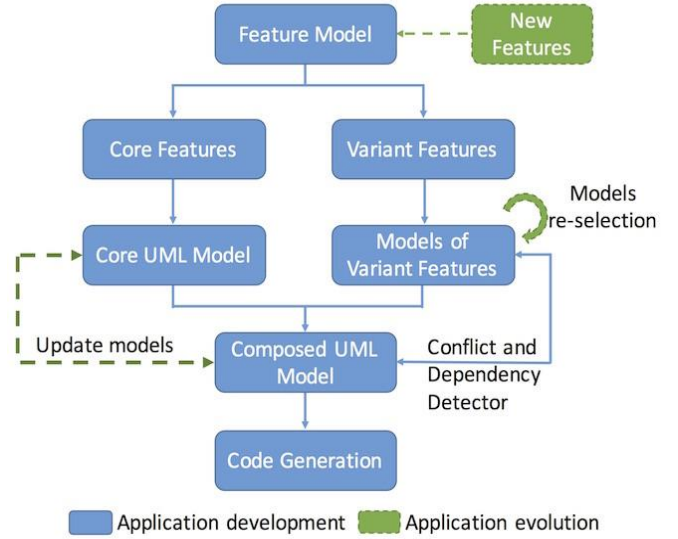 Feature Model
New
Features
Core Features
Variant Features
Models
re-selection
Core UML Model
Models of
Variant Features
Update models
Composed UML
Model
Conflict and
Dependency
Detector
Code Generation
Application development
Application evolution